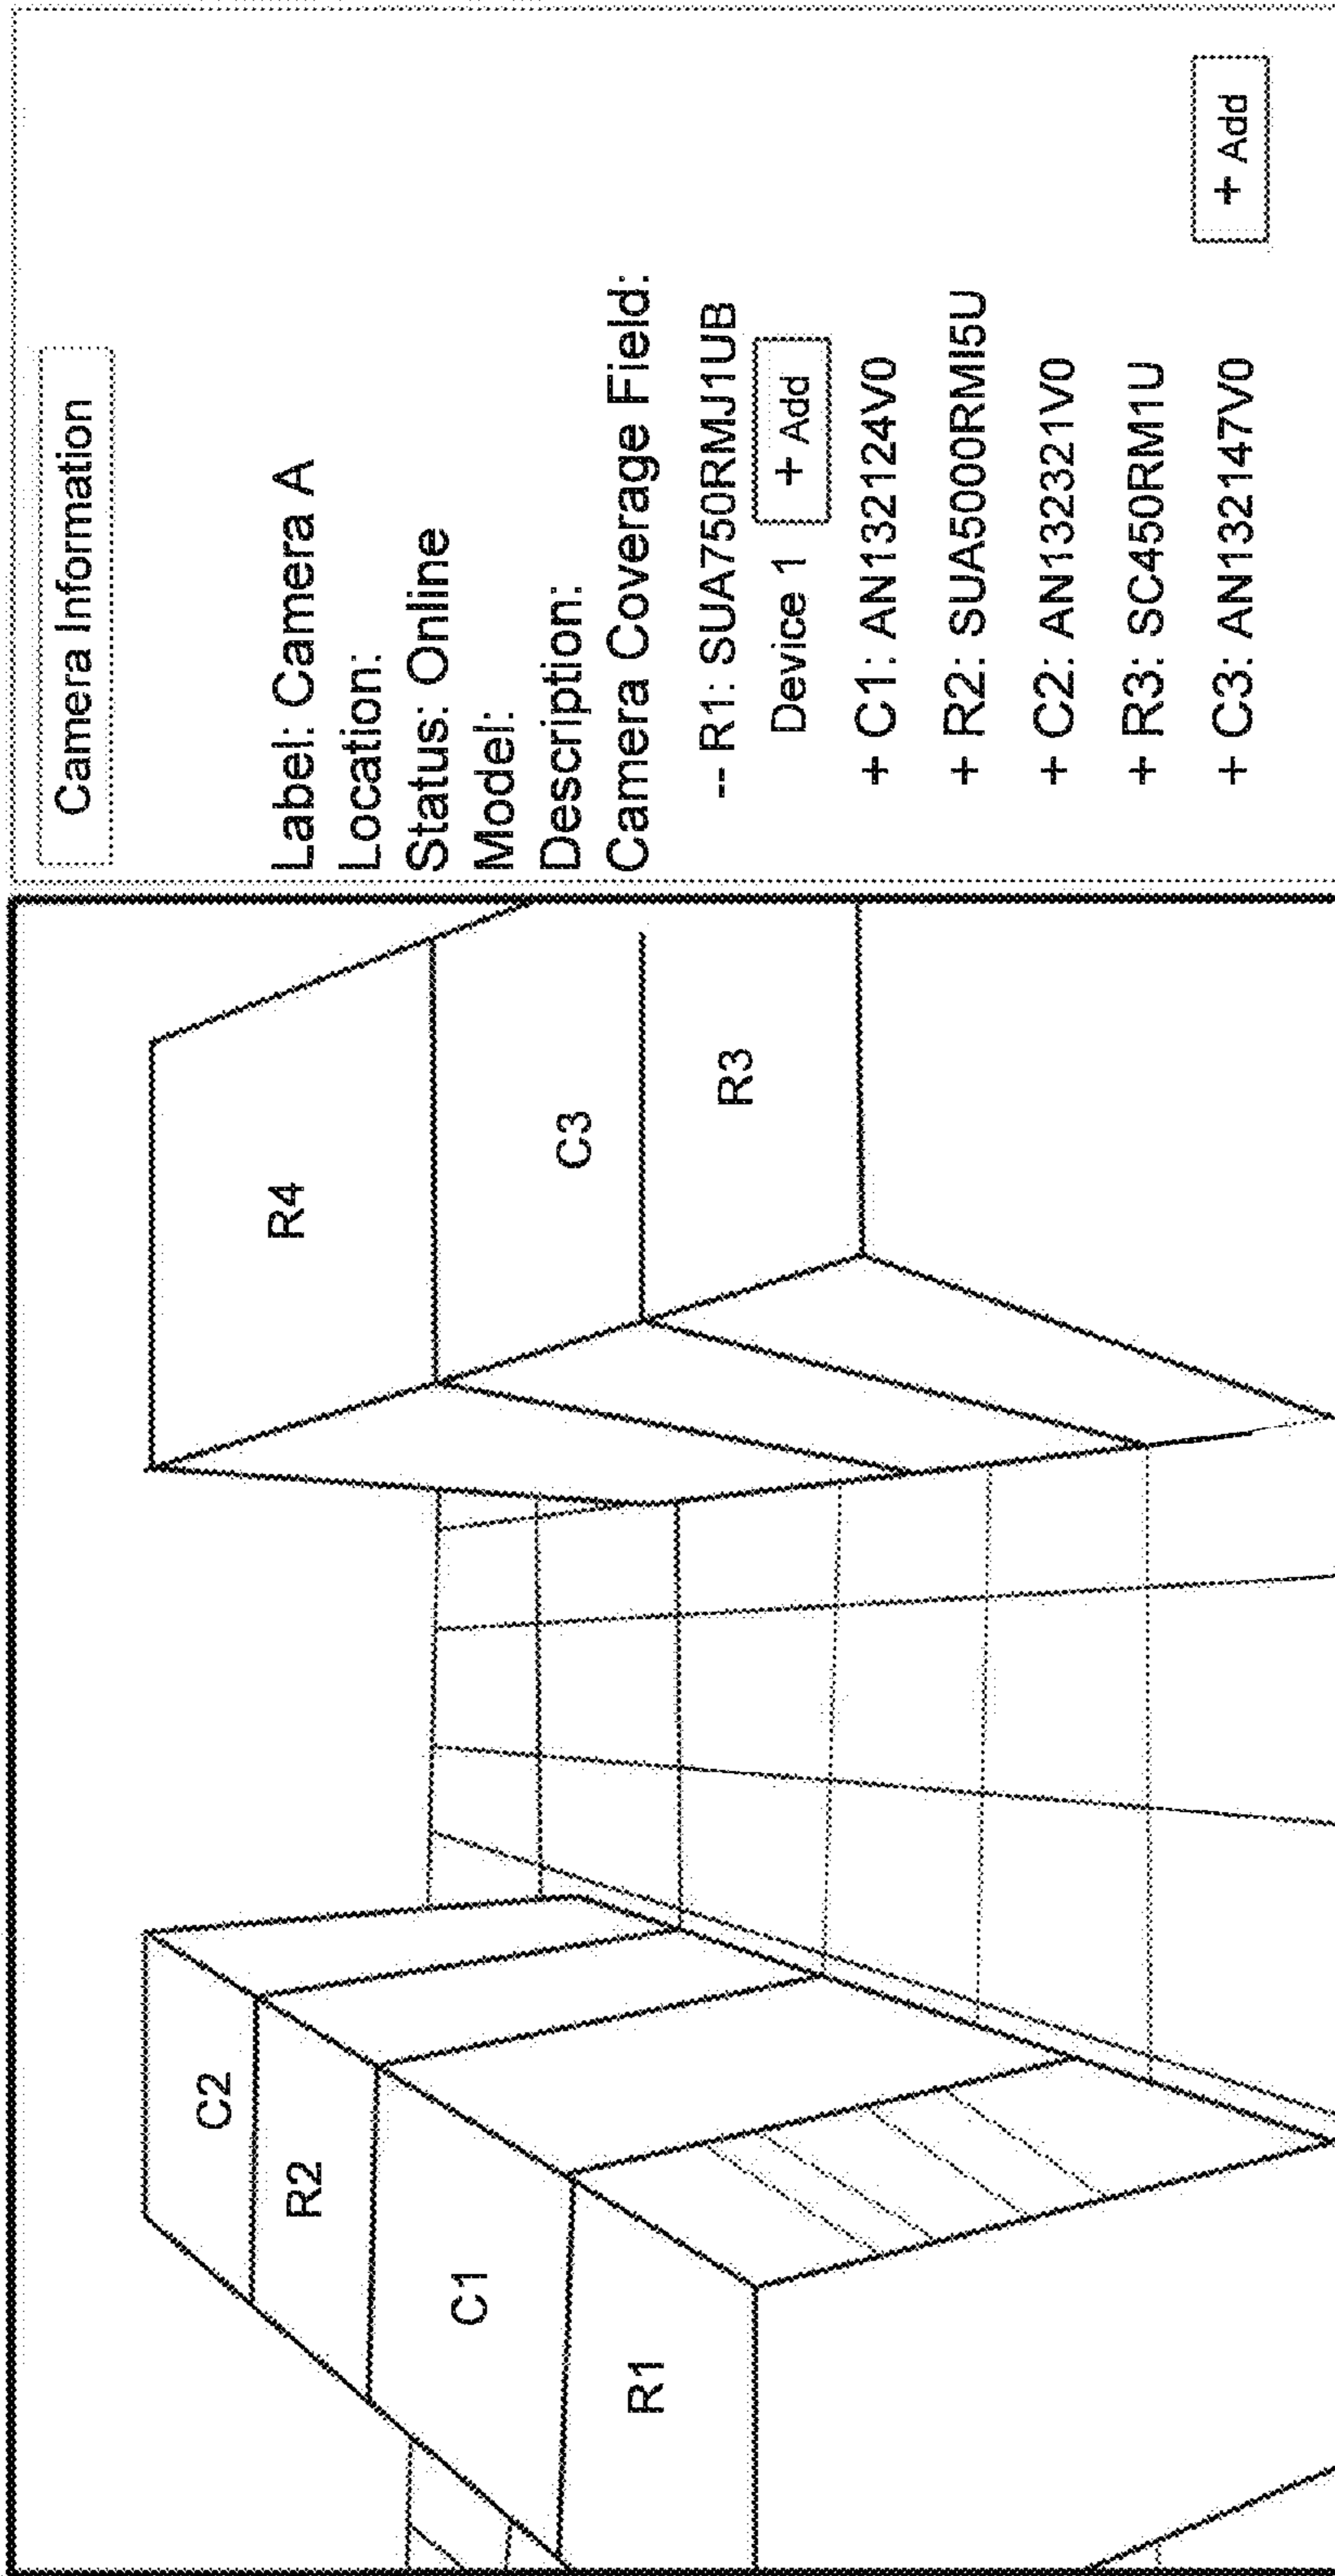 C2
R2
C1
R1
R4
C3
R3
Camera Information
Label: Camera A
Location:
Status: Online
Model:
Description:
Camera Coverage Field:
-- R1: SUA750RMJ1UB
Device 1 + Add
+ C1: AN132124V0
+ R2: SUA5000RMI5U
+ C2: AN132321V0
+ R3: SC450RM1U
+ C3: AN132147V0
+ Add